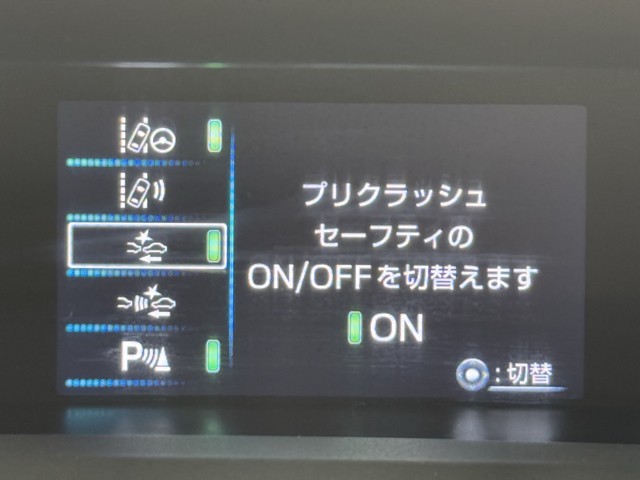 プリクラッシュ
セーフティの
ON/OFFを切替えます
ON
P
:切替